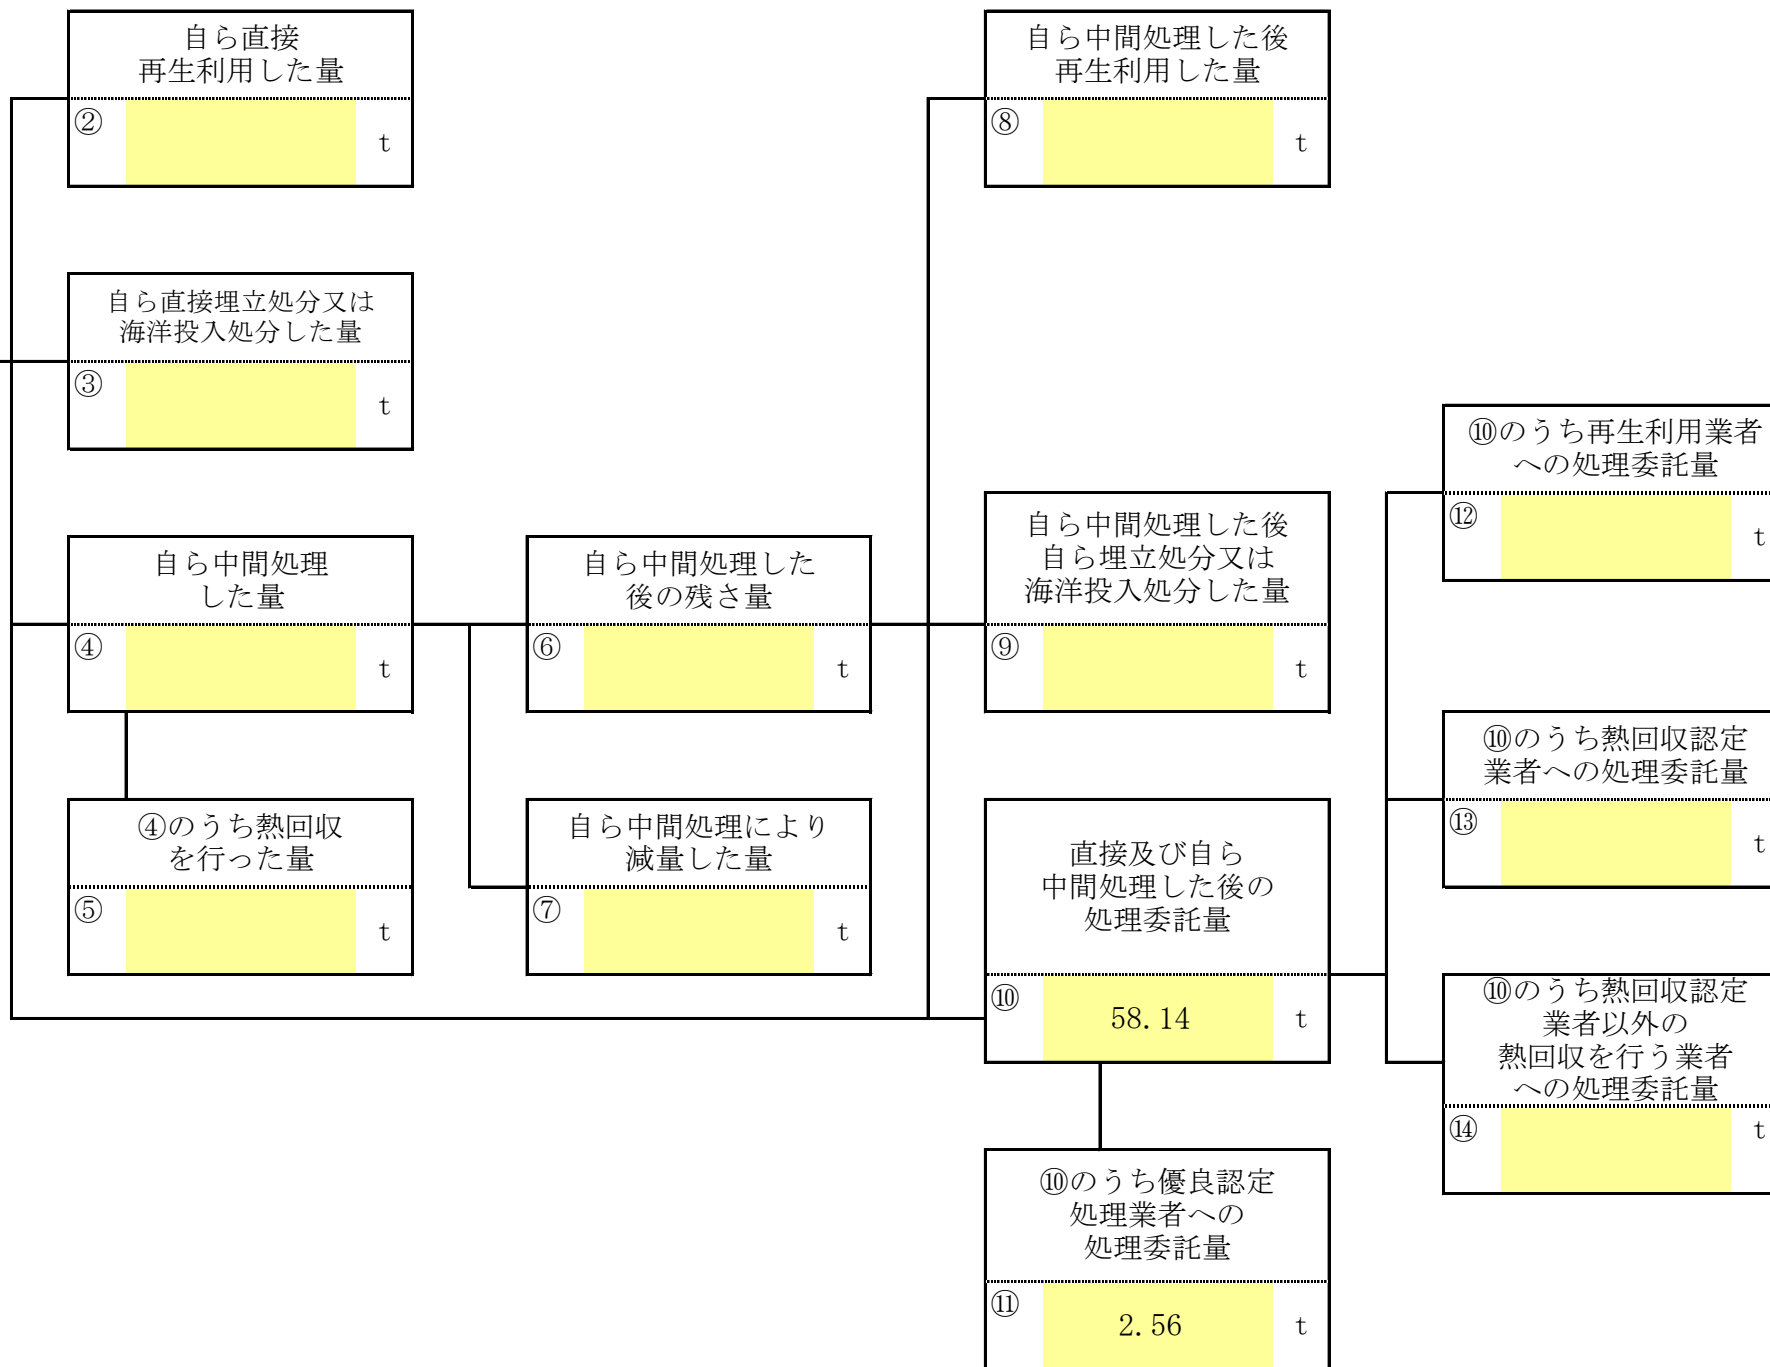 自ら直接
再生利用した量
②
t
自ら中間処理した後
再生利用した量
⑧
t
自ら直接埋立処分又は
海洋投入処分した量
③
t
⑩のうち再生利用業者
への処理委託量
⑫
t
自ら中間処理
した量
④
t
自ら中間処理した
後の残さ量
⑥
t
自ら中間処理した後
自ら埋立処分又は
海洋投入処分した量
⑨
t
⑩のうち熱回収認定
業者への処理委託量
⑬
t
④のうち熱回収
を行った量
⑤
t
自ら中間処理により
減量した量
⑦
t
直接及び自ら
中間処理した後の
処理委託量
⑩
58.14
t
⑩のうち熱回収認定
業者以外の
熱回収を行う業者
への処理委託量
⑭
t
⑩のうち優良認定
処理業者への
処理委託量
⑪
2.56
t